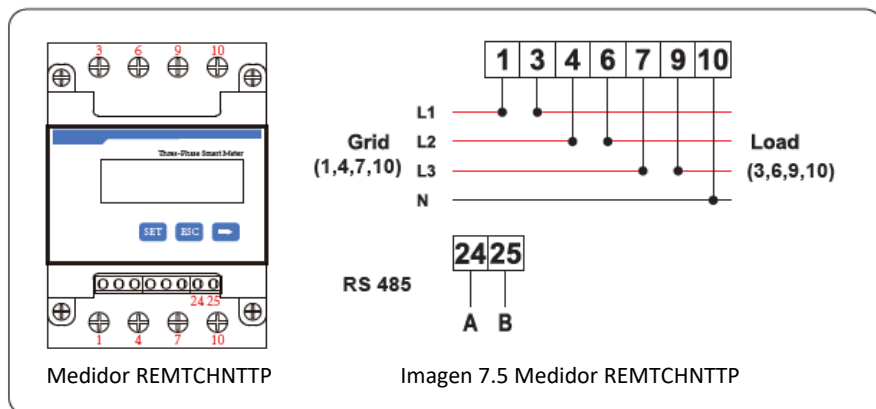 3 6 9 10
Three-Phase Smart Meter
SET ESC
24 25
1 4 7 10
Medidor REMTCHNTTP
1 3 4 6 7 9 10
L1
L2
L3
N
Grid
(1,4,7,10)
Load
(3,6,9,10)
24 25
RS 485
A B
Imagen 7.5 Medidor REMTCHNTTP